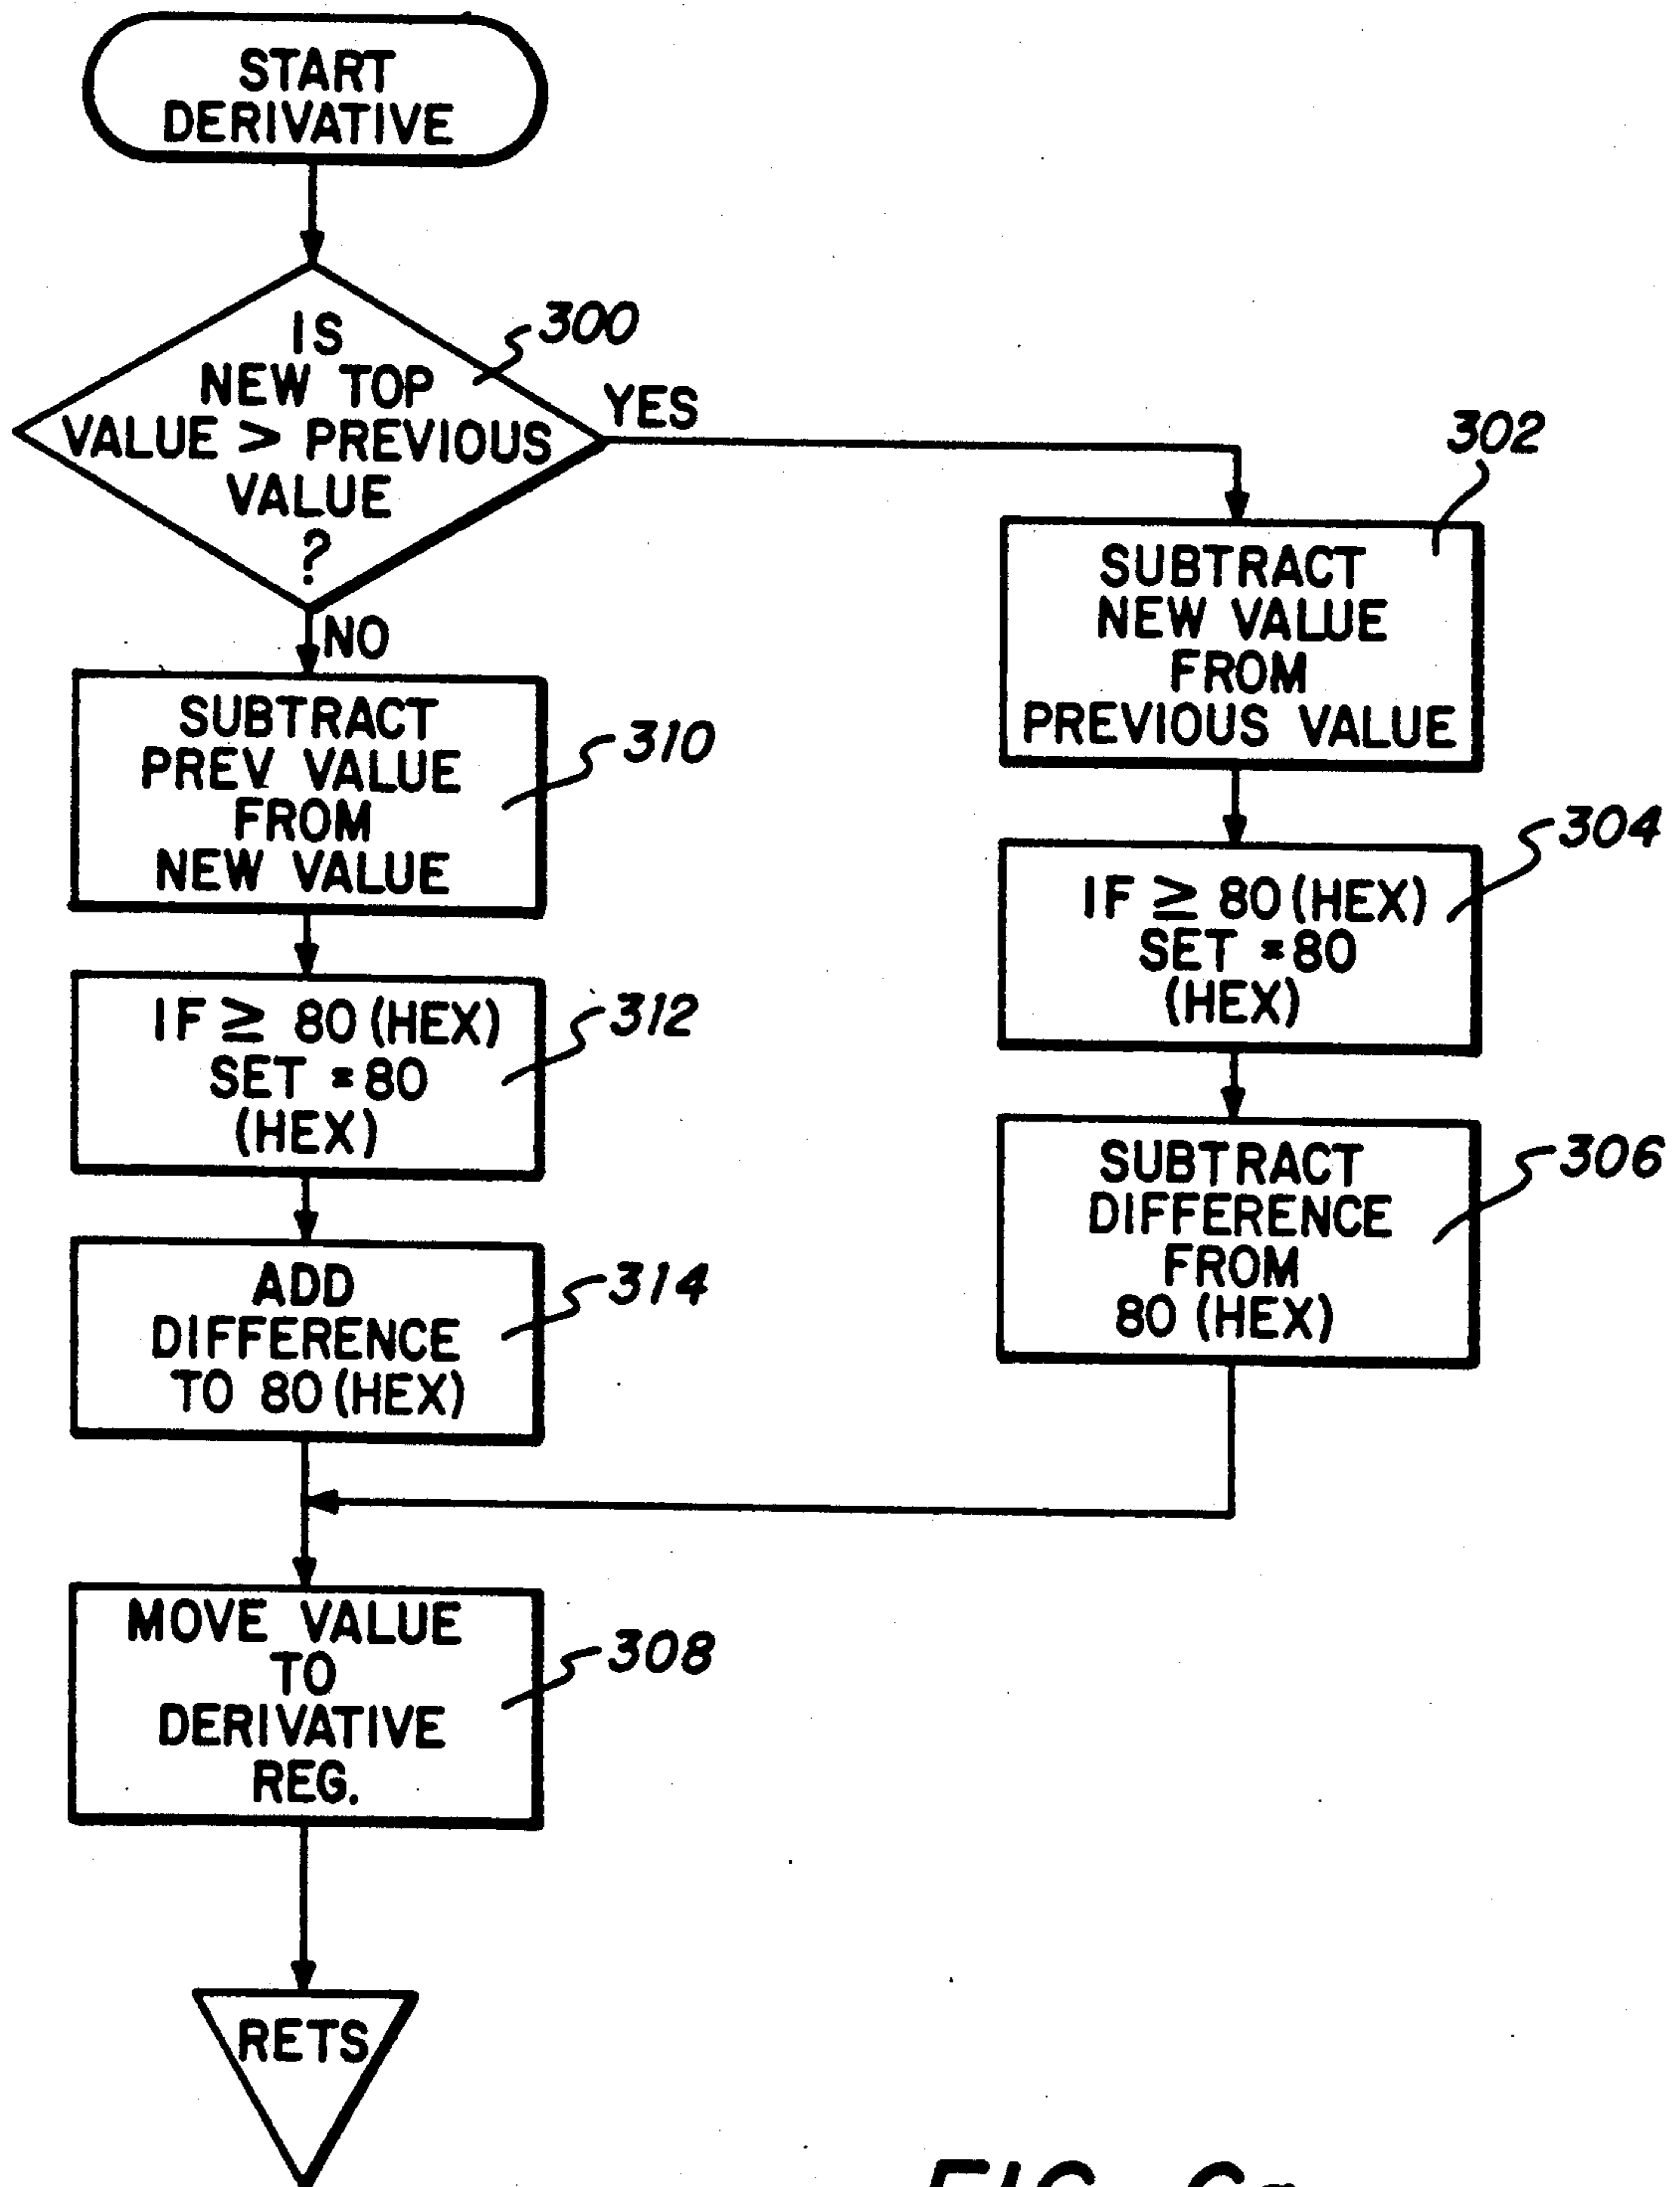 START
DERIVATIVE
IS
NEW TOP
VALUE > PREVIOUS
VALUE
?
300
YES
NO
302
SUBTRACT
NEW VALUE
FROM
PREVIOUS VALUE
304
IF ≥ 80 (HEX)
SET =80
(HEX)
306
SUBTRACT
DIFFERENCE
FROM
80 (HEX)
310
SUBTRACT
PREV VALUE
FROM
NEW VALUE
312
IF ≥ 80 (HEX)
SET =80
(HEX)
314
ADD
DIFFERENCE
TO 80 (HEX)
308
MOVE VALUE
TO
DERIVATIVE
REG.
RETS